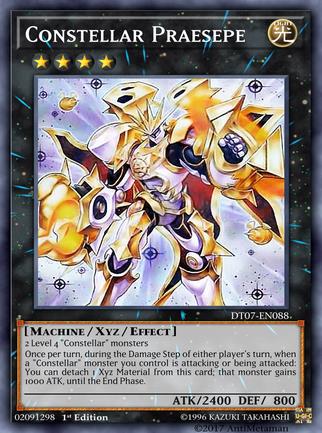 CONSTELLAR PRAESEPE
LIGHT
光
DT07-EN088
[MACHINE / XYZ / EFFECT]
2 Level 4 "Constellar" monsters
Once per turn, during the Damage Step of either player's turn, when
a "Constellar" monster you control is attacking or being attacked:
You can detach 1 Xyz Material from this card; that monster gains
1000 ATK, until the End Phase.
ATK/2400 DEF/ 800
02091298 1st Edition ©1996 KAZUKI TAKAHASHI
©2017 AntiMetaman